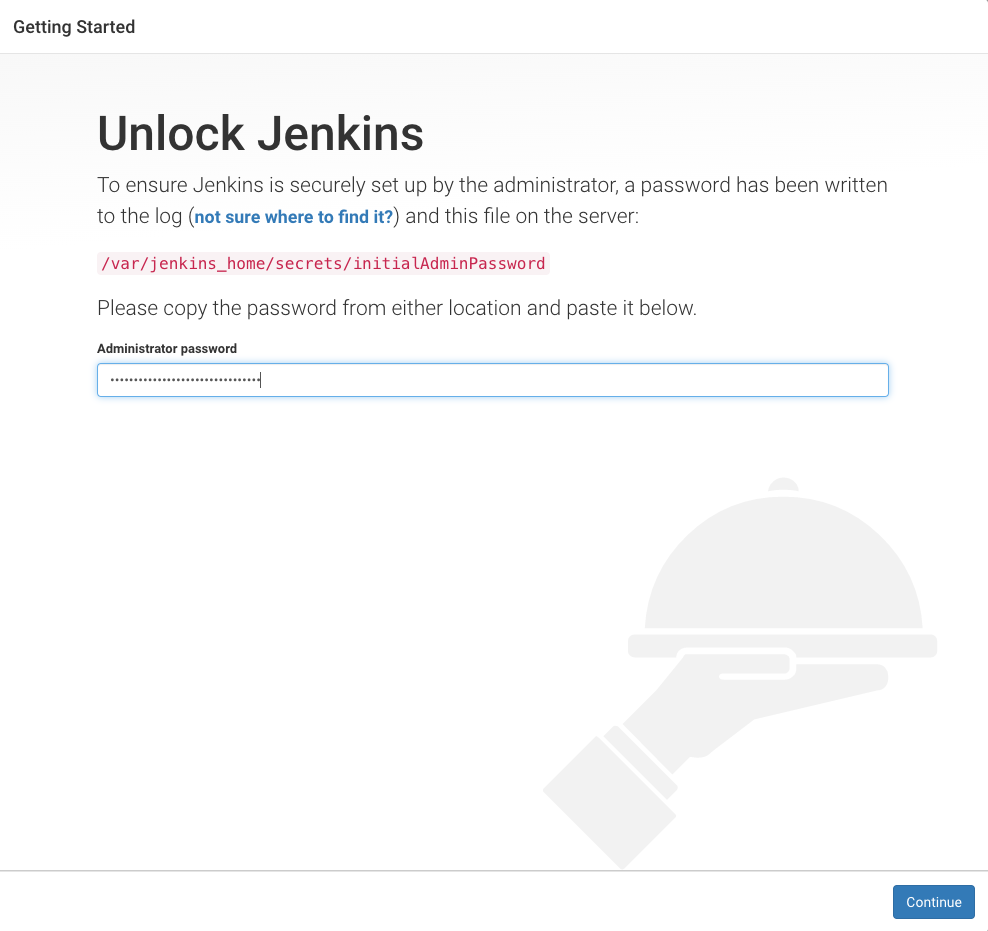 Getting Started
Unlock Jenkins
To ensure Jenkins is securely set up by the administrator, a password has been written
to the log (not sure where to find it?) and this file on the server:
/var/jenkins_home/secrets/initialAdminPassword
Please copy the password from either location and paste it below.
Administrator password
••••••••••••••••••••••••••••••••
Continue